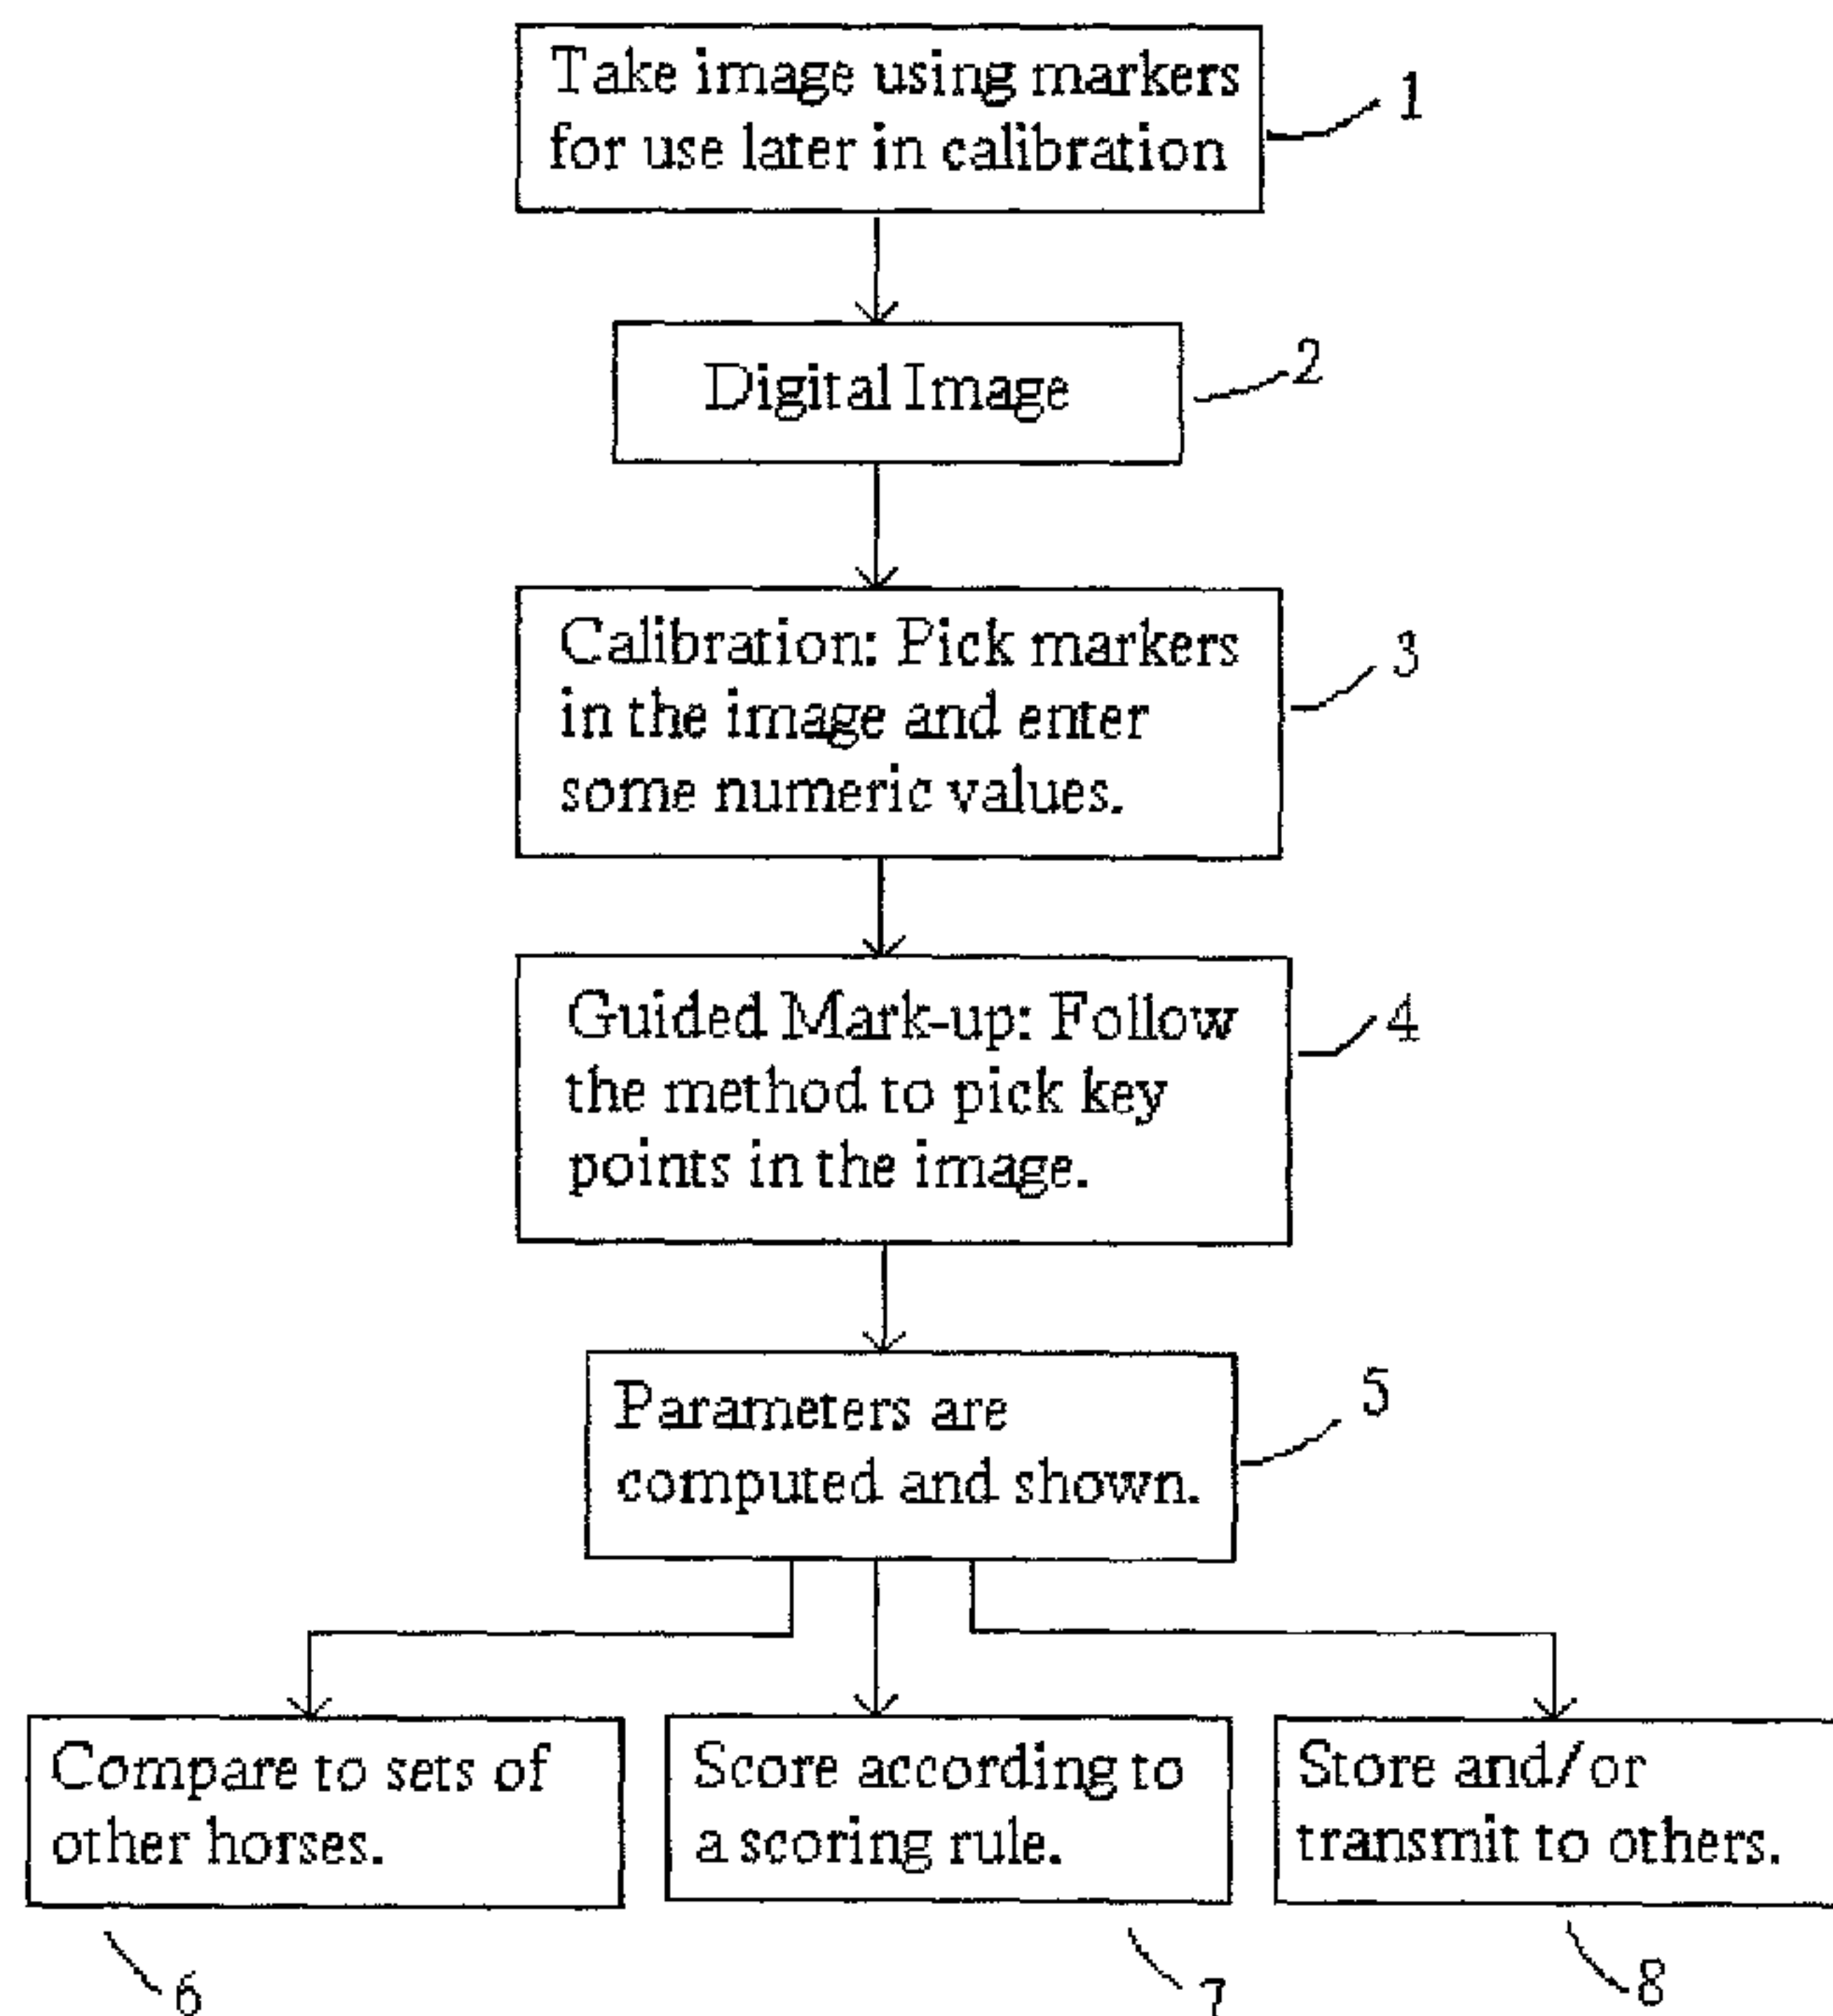 Take image using markers
for use later in calibration
1
Digital Image
2
Calibration: Pick markers
in the image and enter
some numeric values.
3
Guided Mark-up: Follow
the method to pick key
points in the image.
4
Parameters are
computed and shown.
5
Compare to sets of
other horses.
6
Score according to
a scoring rule.
7
Store and/or
transmit to others.
8